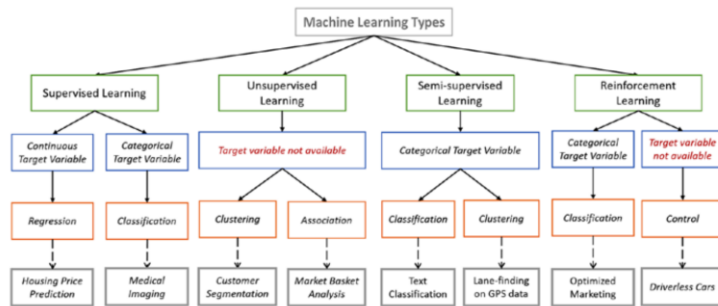 Machine Learning Types
Supervised Learning
Unsupervised
Learning
Semi-supervised
Learning
Reinforcement
Learning
Continuous
Target Variable
Categorical
Target Variable
Target variable not available
Categorical Target Variable
Categorical
Target Variable
Target variable
not available
Regression
Classification
Clustering
Association
Classification
Clustering
Classification
Control
Housing Price
Prediction
Medical
Imaging
Customer
Segmentation
Market Basket
Analysis
Text
Classification
Lane-finding
on GPS data
Optimized
Marketing
Driverless Cars